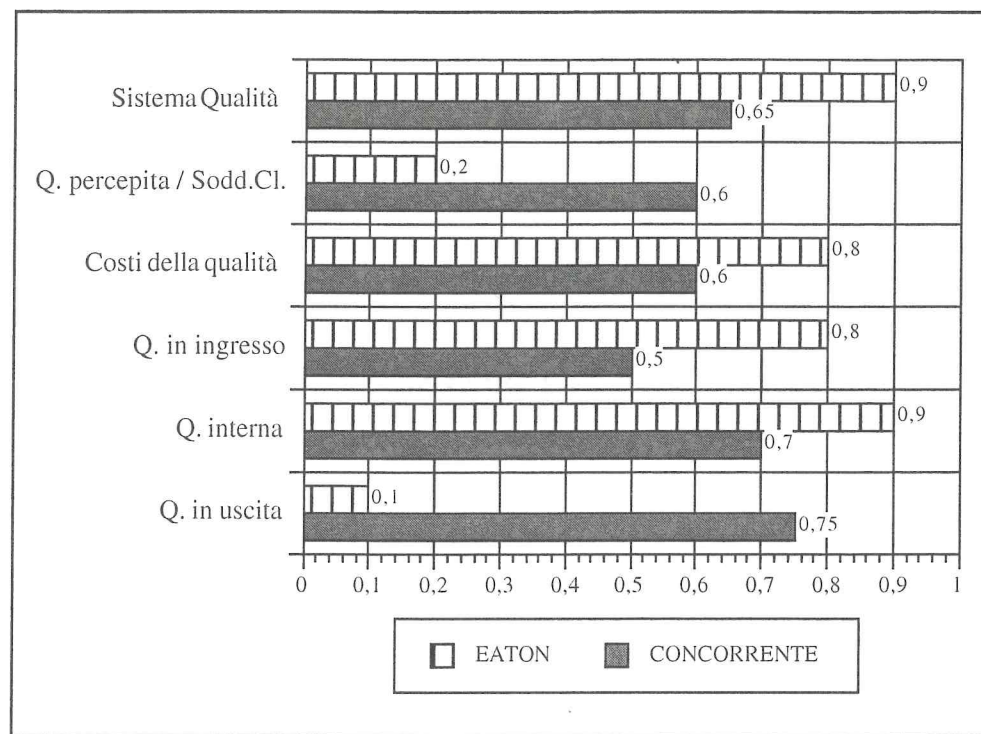 Sistema Qualità
0,9
0,65
Q. percepita / Sodd.Cl.
0,2
0,6
Costi della qualità
0,8
0,6
Q. in ingresso
0,8
0,5
Q. interna
0,9
0,7
Q. in uscita
0,1
0,75
0 0,1 0,2 0,3 0,4 0,5 0,6 0,7 0,8 0,9 1
EATON CONCORRENTE